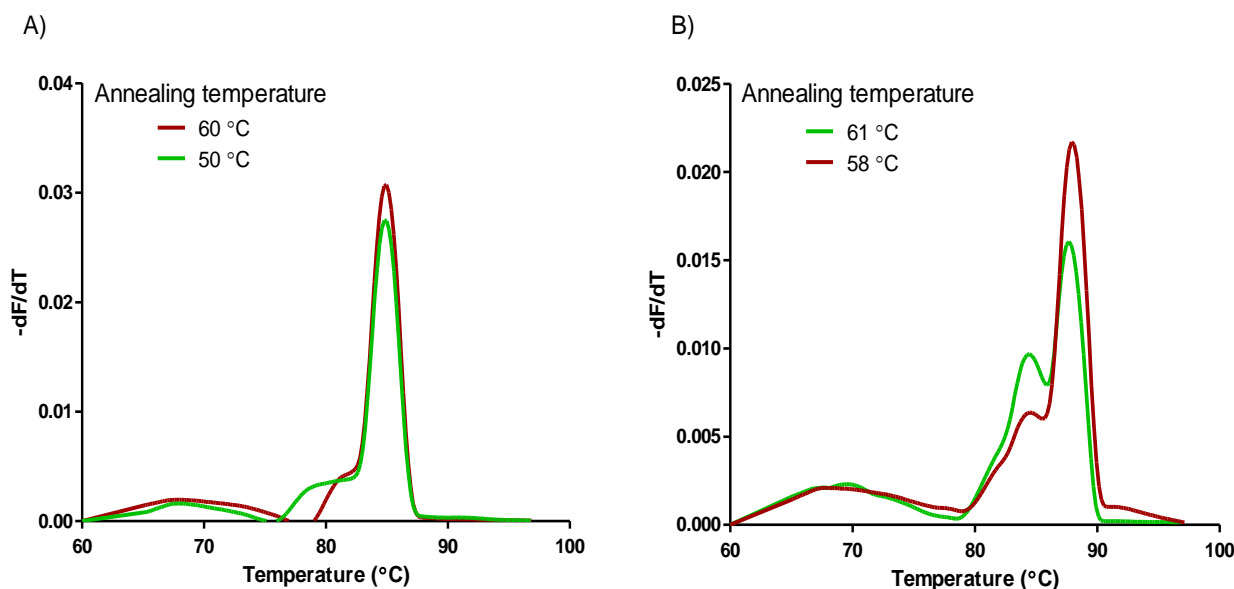 A)
Annealing temperature
60 °C
50 °C
0.04
0.03
0.02
0.01
0.00
-dF/dT
60
70
80
90
100
Temperature (°C)
B)
Annealing temperature
61 °C
58 °C
0.025
0.020
0.015
0.010
0.005
0.000
-dF/dT
60
70
80
90
100
Temperature (°C)